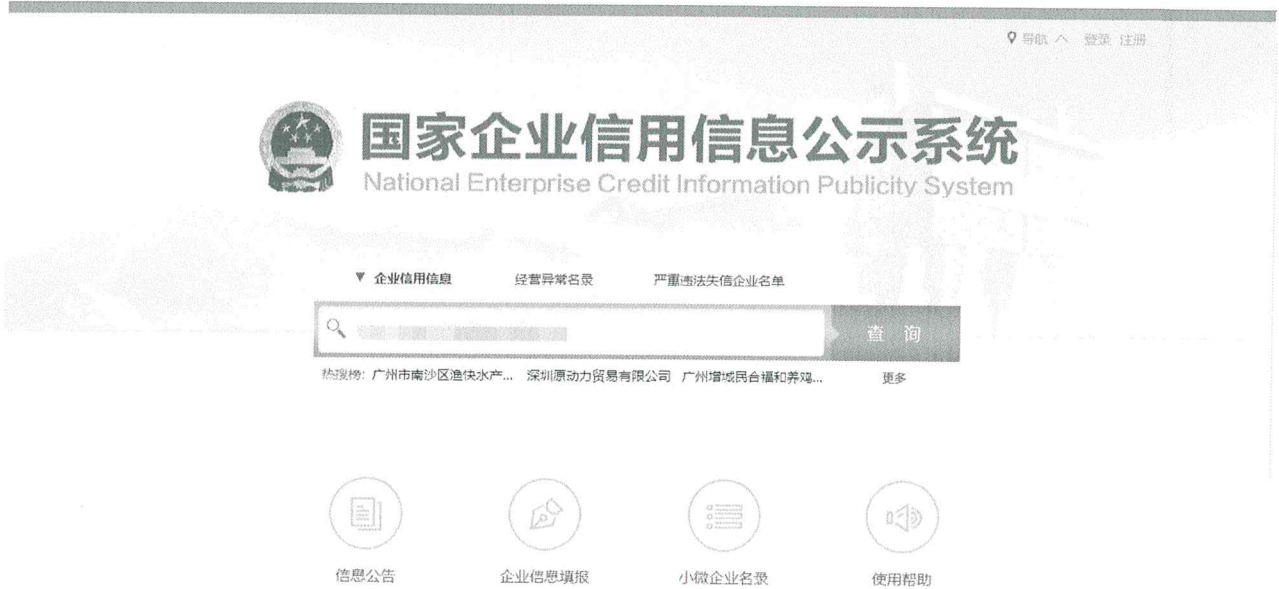 导航 登录 注册
国家企业信用信息公示系统
National Enterprise Credit Information Publicity System
▼ 企业信用信息 经营异常名录 严重违法失信企业名单
查 询
热搜榜: 广州市南沙区渔快水产... 深圳原动力贸易有限公司 广州增城民合福和养鸡... 更多
信息公告 企业信息填报 小微企业名录 使用帮助